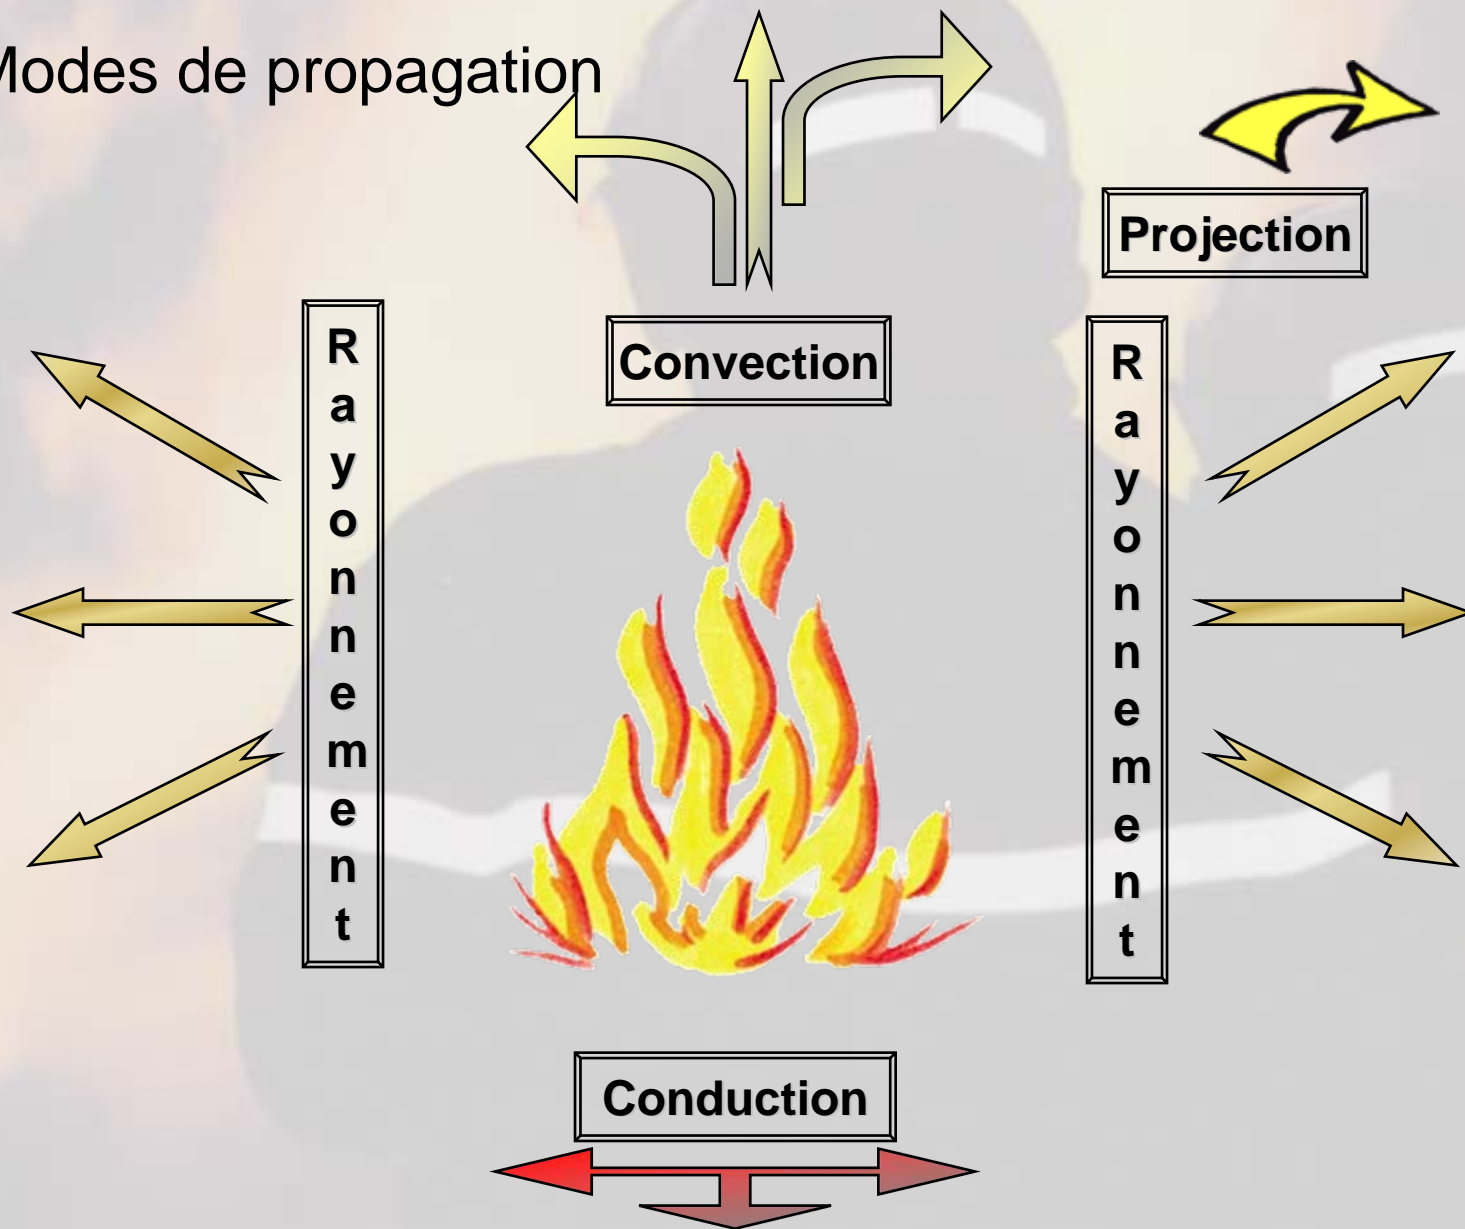 Modes de propagation
Projection
Convection
Rayonnement
Rayonnement
Conduction